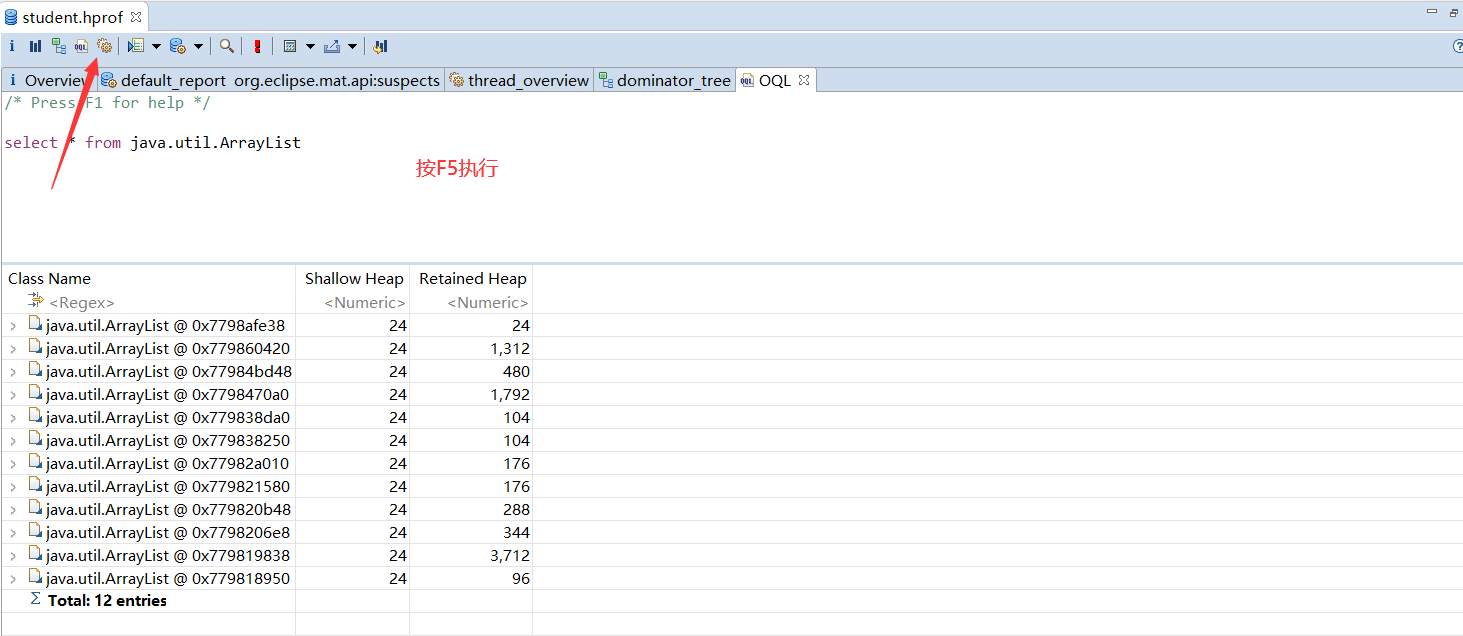 student.hprof
Overview default_report org.eclipse.mat.api:suspects thread_overview dominator_tree OQL
/* Press F1 for help */
select * from java.util.ArrayList
按F5执行
Class Name Shallow Heap Retained Heap
<Regex> <Numeric> <Numeric>
java.util.ArrayList @ 0x7798afe38 24 24
java.util.ArrayList @ 0x779860420 24 1,312
java.util.ArrayList @ 0x77984bd48 24 480
java.util.ArrayList @ 0x7798470a0 24 1,792
java.util.ArrayList @ 0x779838da0 24 104
java.util.ArrayList @ 0x779838250 24 104
java.util.ArrayList @ 0x77982a010 24 176
java.util.ArrayList @ 0x779821580 24 176
java.util.ArrayList @ 0x779820b48 24 288
java.util.ArrayList @ 0x7798206e8 24 344
java.util.ArrayList @ 0x779819838 24 3,712
java.util.ArrayList @ 0x779818950 24 96
Σ Total: 12 entries